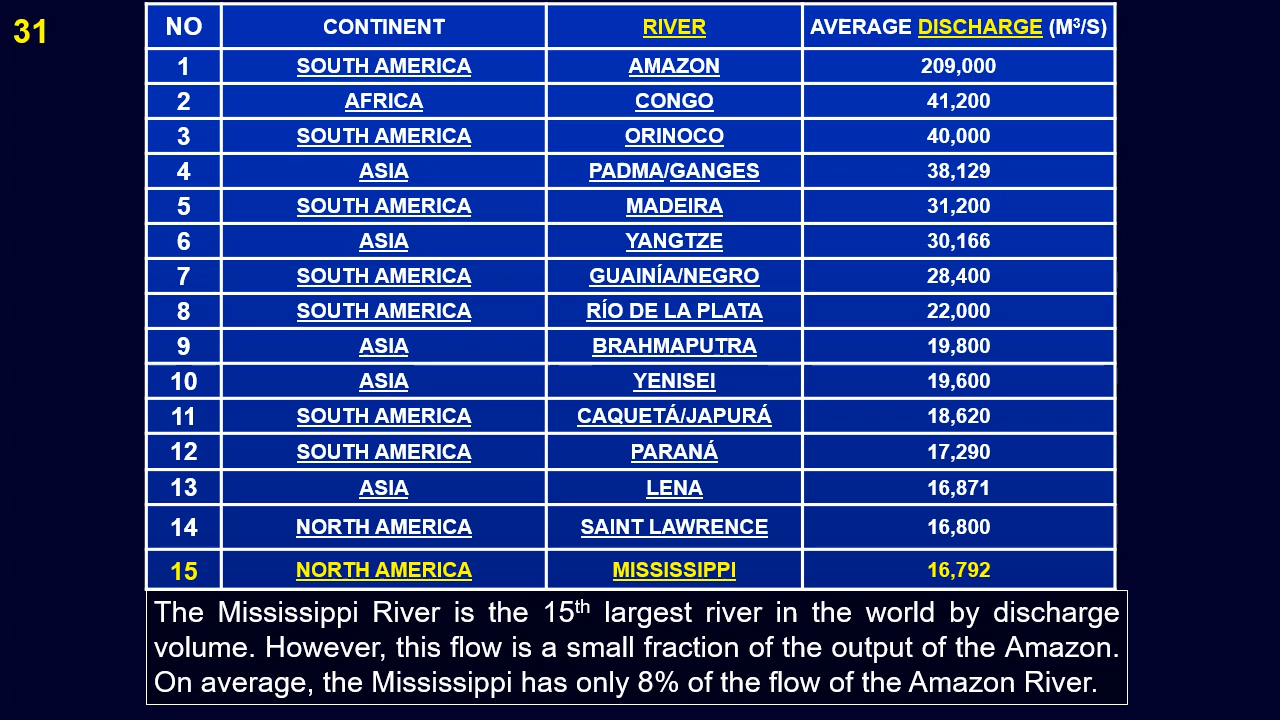 31
NO CONTINENT RIVER AVERAGE DISCHARGE (M³/S)
1 SOUTH AMERICA AMAZON 209,000
2 AFRICA CONGO 41,200
3 SOUTH AMERICA ORINOCO 40,000
4 ASIA PADMA/GANGES 38,129
5 SOUTH AMERICA MADEIRA 31,200
6 ASIA YANGTZE 30,166
7 SOUTH AMERICA GUAINÍA/NEGRO 28,400
8 SOUTH AMERICA RÍO DE LA PLATA 22,000
9 ASIA BRAHMAPUTRA 19,800
10 ASIA YENISEI 19,600
11 SOUTH AMERICA CAQUETÁ/JAPURÁ 18,620
12 SOUTH AMERICA PARANÁ 17,290
13 ASIA LENA 16,871
14 NORTH AMERICA SAINT LAWRENCE 16,800
15 NORTH AMERICA MISSISSIPPI 16,792
The Mississippi River is the 15th largest river in the world by discharge
volume. However, this flow is a small fraction of the output of the Amazon.
On average, the Mississippi has only 8% of the flow of the Amazon River.